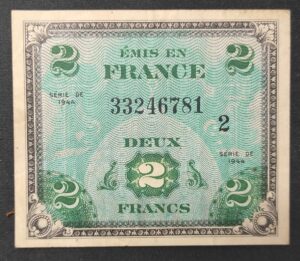 2 ÉMIS EN 2
FRANCE
SÉRIE DE
1944
33246781
2
DEUX
SÉRIE DE
1944
2
2 FRANCS 2